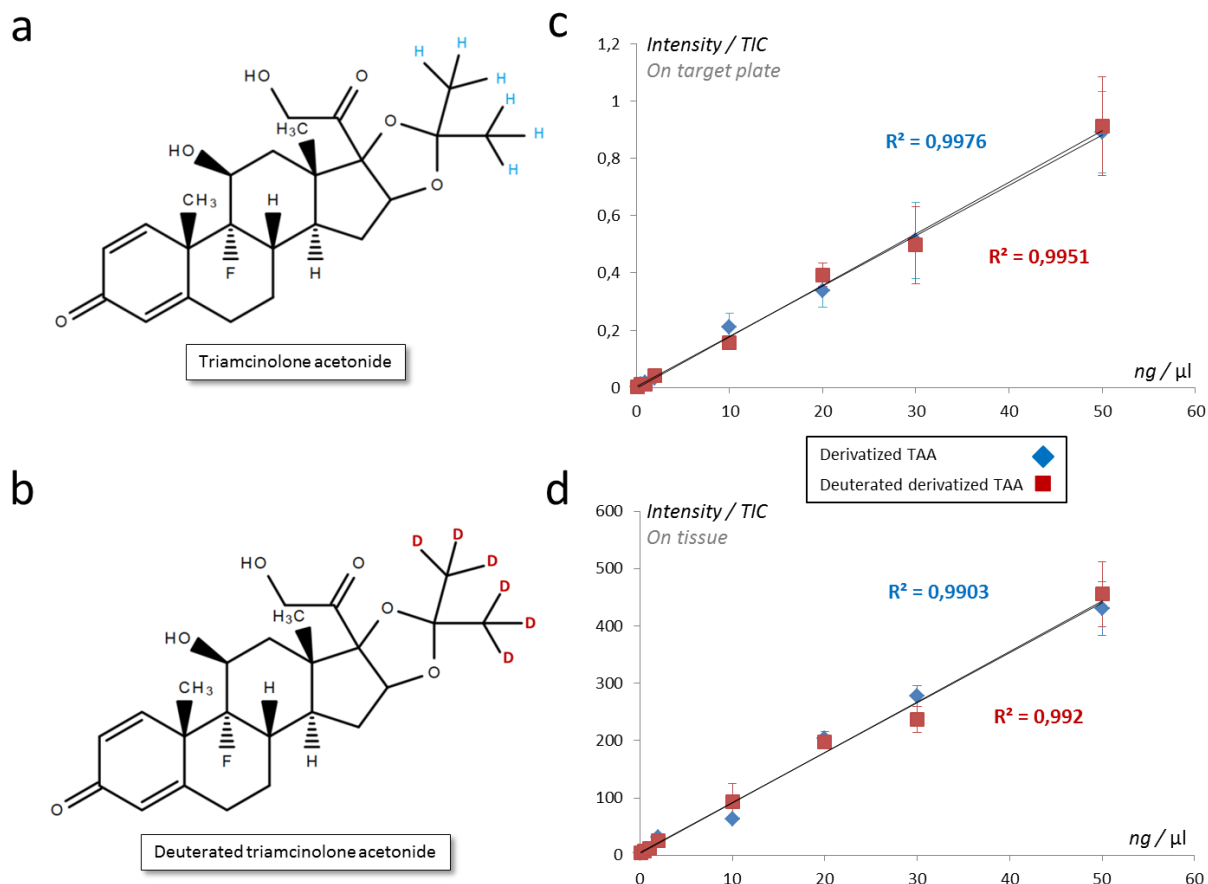 a
H
H
H
H
H
H
HO
O
H₃C
O
O
HO
CH₃
H
F
H
O
Triamcinolone acetonide
b
D
D
D
D
D
D
HO
O
H₃C
O
O
HO
CH₃
H
F
H
O
Deuterated triamcinolone acetonide
c
Intensity / TIC
On target plate
1,2
1
0,8
0,6
0,4
0,2
0
R² = 0,9976
R² = 0,9951
ng / µl
0 10 20 30 40 50 60
Derivatized TAA
Deuterated derivatized TAA
d
Intensity / TIC
On tissue
600
500
400
300
200
100
0
R² = 0,9903
R² = 0,992
ng / µl
0 10 20 30 40 50 60